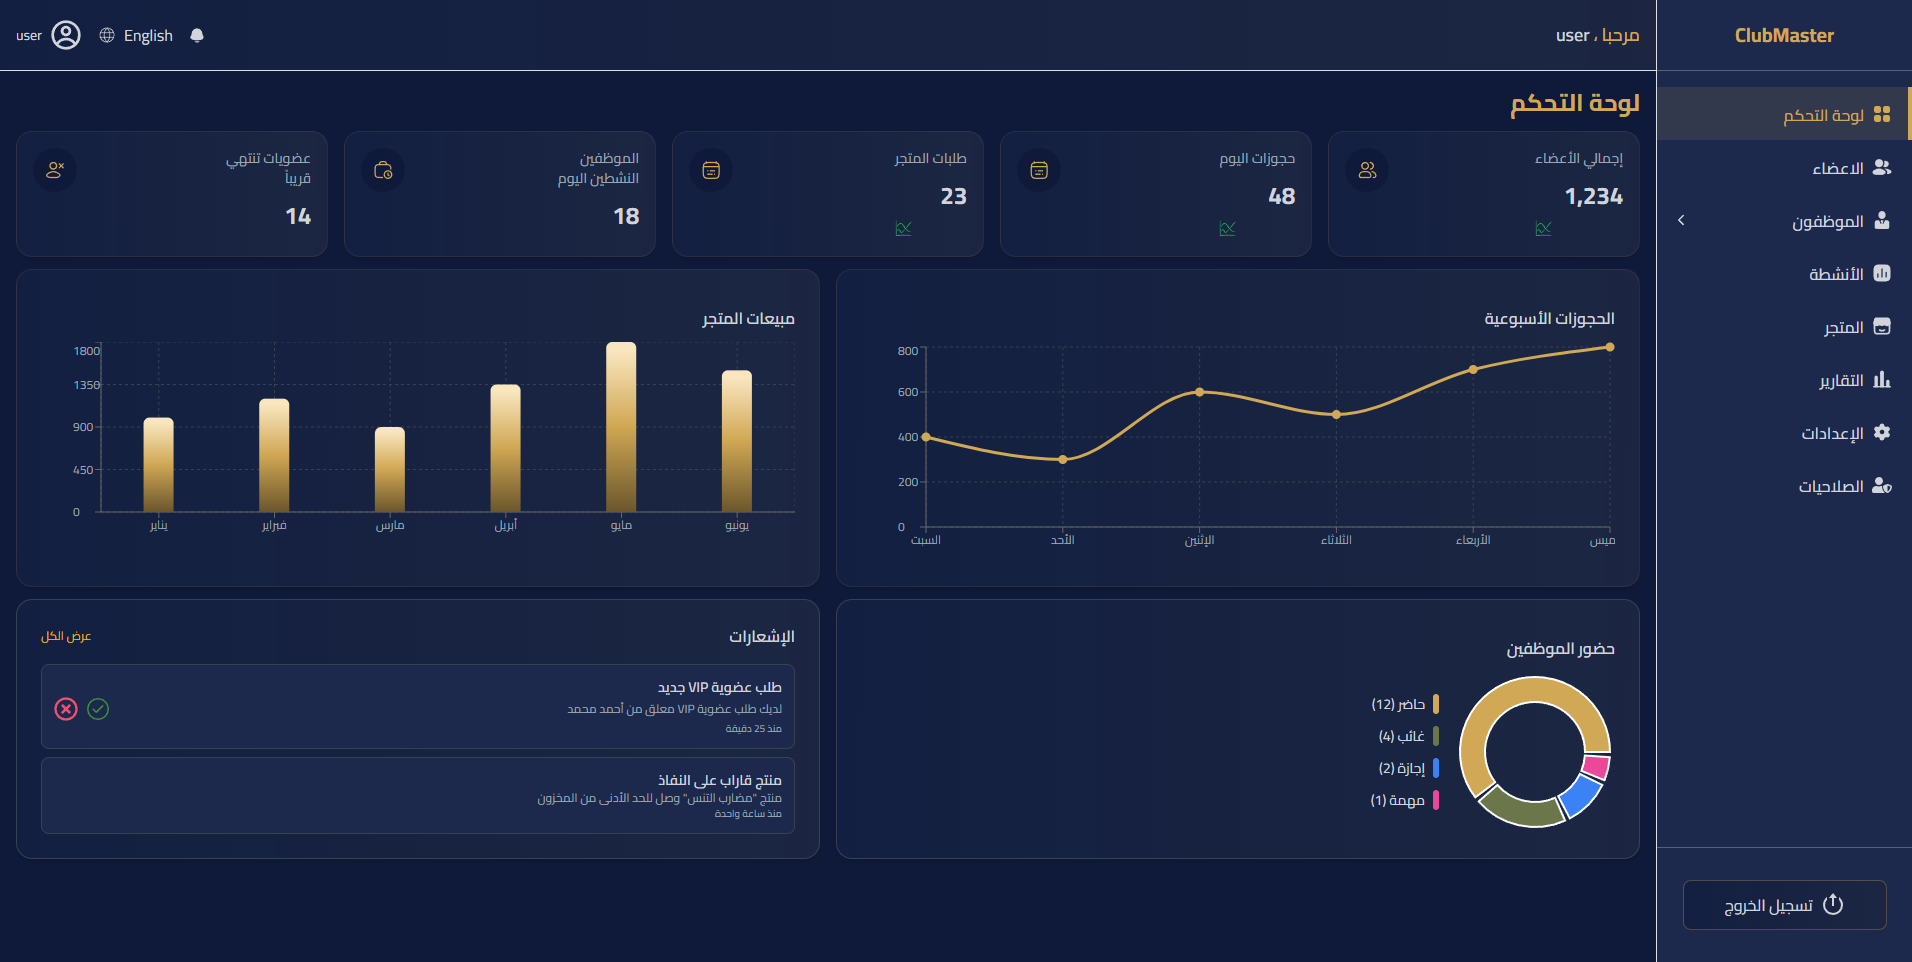 ClubMaster
لوحة التحكم
الاعضاء
الموظفون
الأنشطة
المتجر
التقارير
الإعدادات
الصلاحيات
تسجيل الخروج
مرحبا ، user
English
user
لوحة التحكم
إجمالي الأعضاء
1,234
حجوزات اليوم
48
طلبات المتجر
23
الموظفين
النشطين اليوم
18
عضويات تنتهي
قريباً
14
الحجوزات الأسبوعية
800
600
400
200
0
السبت
الأحد
الإثنين
الثلاثاء
الأربعاء
ميس
مبيعات المتجر
1800
1350
900
450
0
يناير
فبراير
مارس
أبريل
مايو
يونيو
حضور الموظفين
حاضر (12)
غائب (4)
إجازة (2)
مهمة (1)
الإشعارات
عرض الكل
طلب عضوية VIP جديد
لديك طلب عضوية VIP معلق من أحمد محمد
منذ 25 دقيقة
منتج قاراب على النفاذ
منتج "مضارب التنس" وصل للحد الأدنى من المخزون
منذ ساعة واحدة